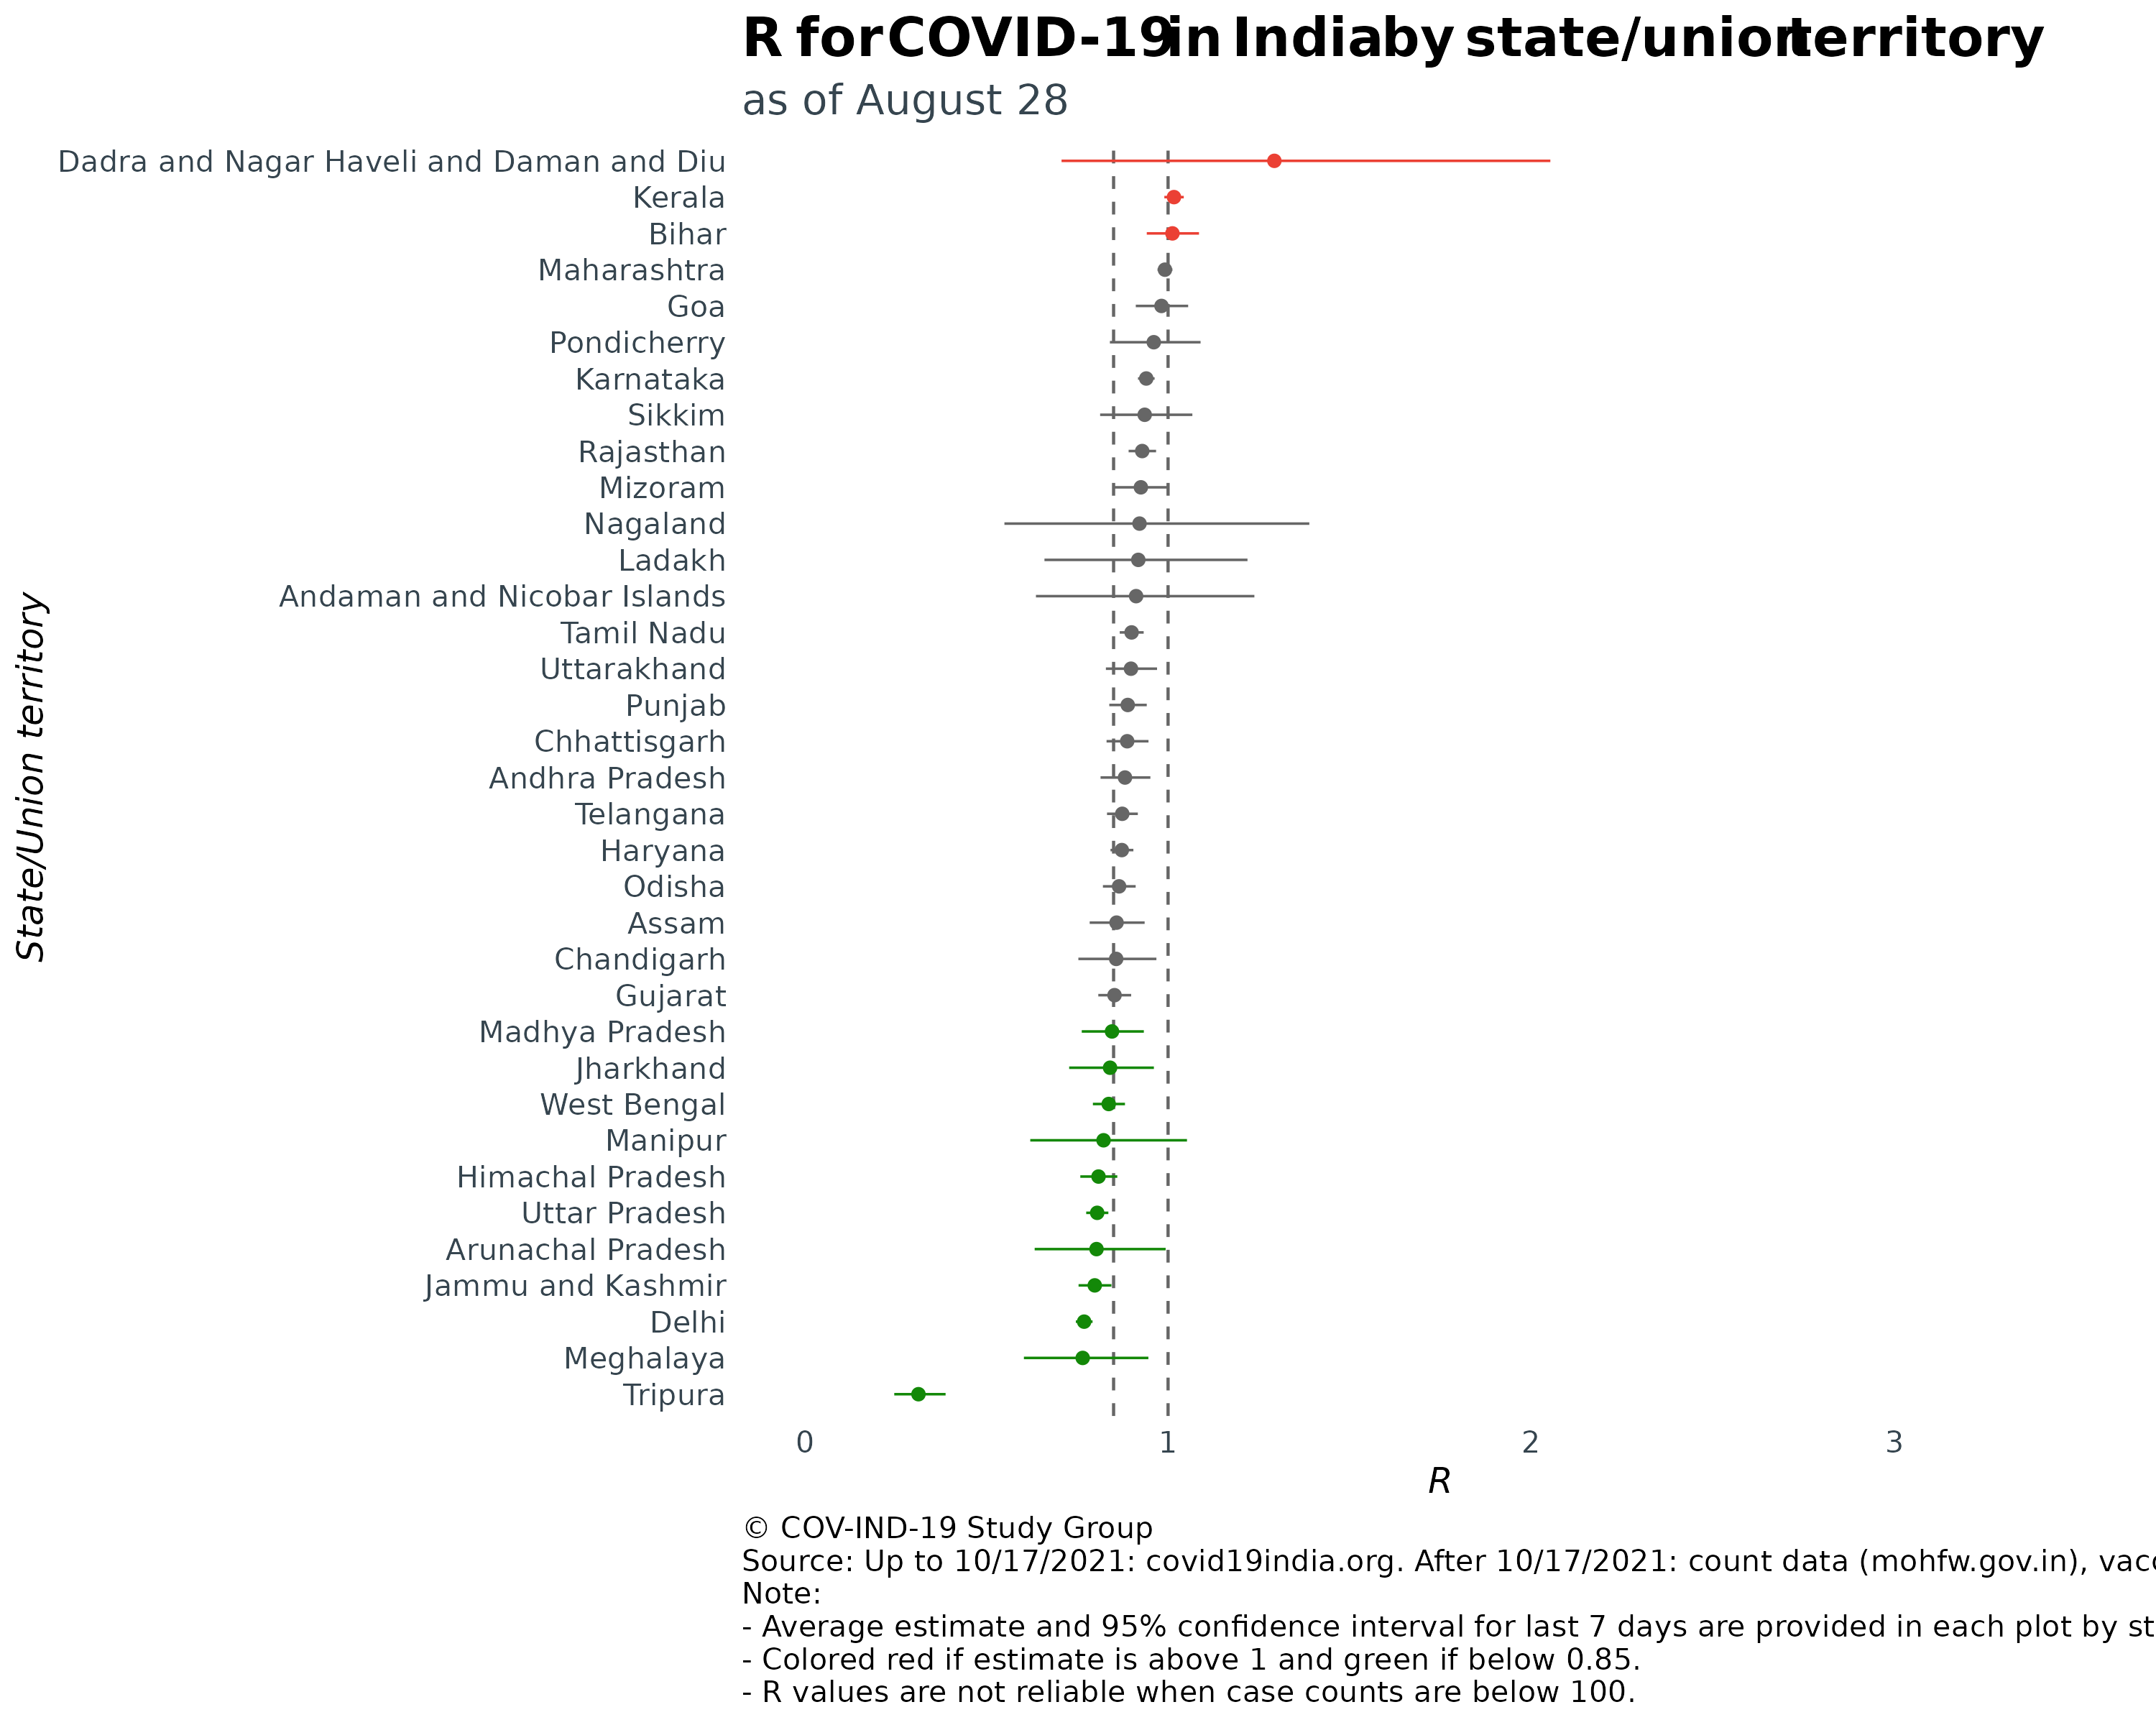 R for COVID-19 in India by state/union territory
as of August 28
Dadra and Nagar Haveli and Daman and Diu
Kerala
Bihar
Maharashtra
Goa
Pondicherry
Karnataka
Sikkim
Rajasthan
Mizoram
Nagaland
Ladakh
Andaman and Nicobar Islands
Tamil Nadu
Uttarakhand
Punjab
Chhattisgarh
Andhra Pradesh
Telangana
Haryana
Odisha
Assam
Chandigarh
Gujarat
Madhya Pradesh
Jharkhand
West Bengal
Manipur
Himachal Pradesh
Uttar Pradesh
Arunachal Pradesh
Jammu and Kashmir
Delhi
Meghalaya
Tripura
State/Union territory
0 1 2 3
R
© COV-IND-19 Study Group
Source: Up to 10/17/2021: covid19india.org. After 10/17/2021: count data (mohfw.gov.in),
Note:
- Average estimate and 95% confidence interval for last 7 days are provided in each plot by
- Colored red if estimate is above 1 and green if below 0.85.
- R values are not reliable when case counts are below 100.